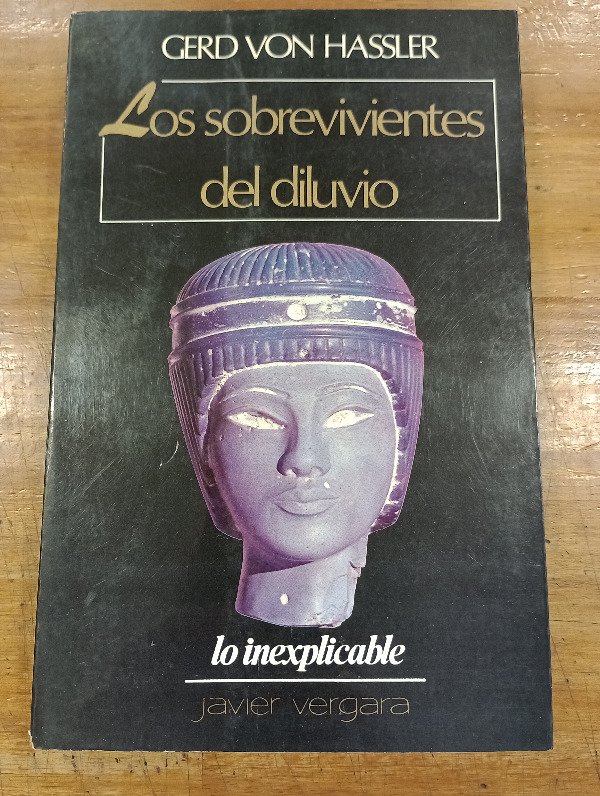 GERD VON HASSLER
Los sobrevivientes
del diluvio
lo inexplicable
javier vergara